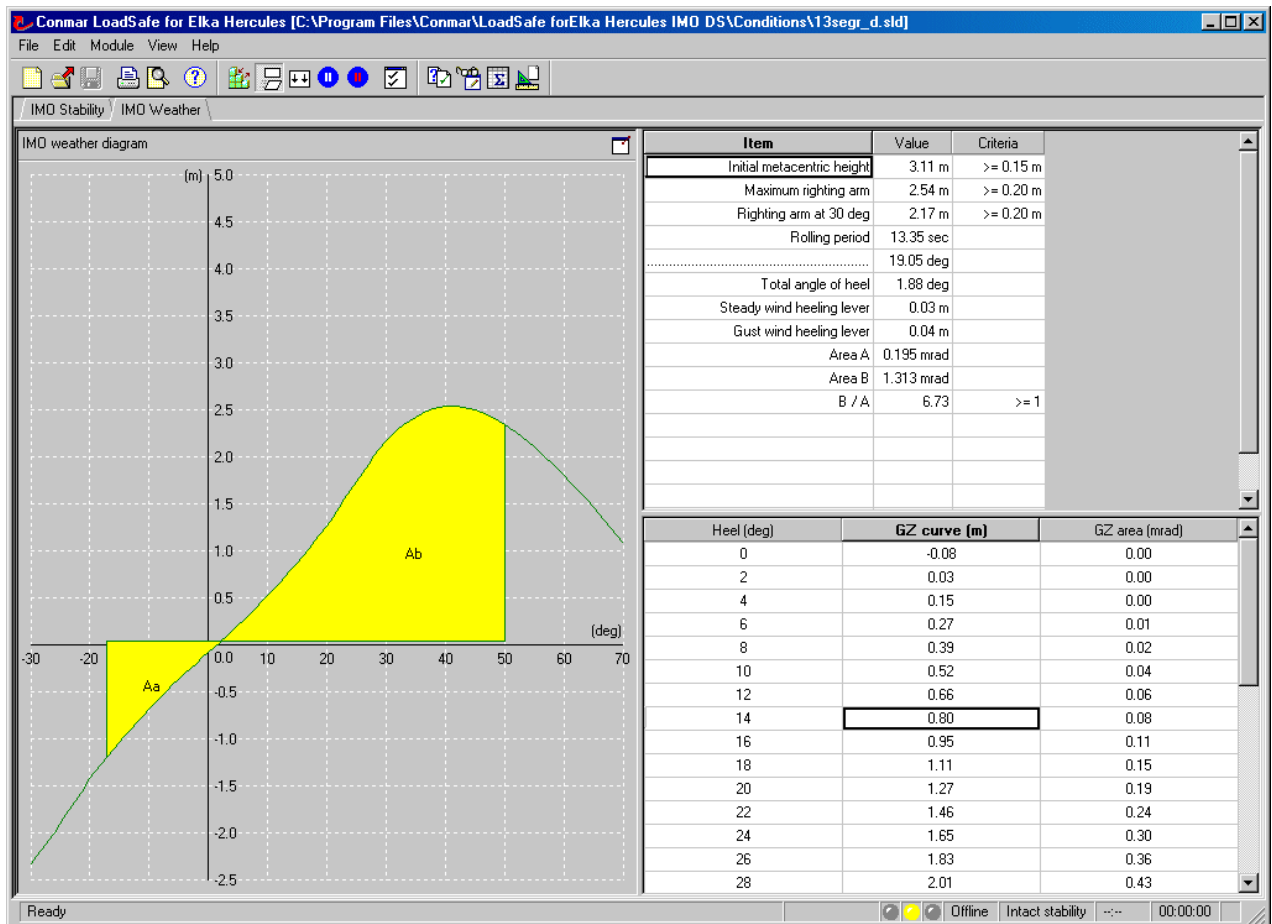 Conmar LoadSafe for Elka Hercules [C:\Program Files\Conmar\LoadSafe forElka Hercules IMO DS\Conditions\13segr_d.sld]
File Edit Module View Help
IMO Stability IMO Weather
IMO weather diagram
(m) 5.0
4.5
4.0
3.5
3.0
2.5
2.0
1.5
1.0
0.5
(deg)
-30 -20 0.0 10 20 30 40 50 60 70
-0.5
-1.0
-1.5
-2.0
-2.5
Ab
Aa
Item Value Criteria
Initial metacentric height 3.11 m >= 0.15 m
Maximum righting arm 2.54 m >= 0.20 m
Righting arm at 30 deg 2.17 m >= 0.20 m
Rolling period 13.35 sec
........................................................ 19.05 deg
Total angle of heel 1.88 deg
Steady wind heeling lever 0.03 m
Gust wind heeling lever 0.04 m
Area A 0.195 mrad
Area B 1.313 mrad
B / A 6.73 >= 1
Heel (deg) GZ curve (m) GZ area (mrad)
0 -0.08 0.00
2 0.03 0.00
4 0.15 0.00
6 0.27 0.01
8 0.39 0.02
10 0.52 0.04
12 0.66 0.06
14 0.80 0.08
16 0.95 0.11
18 1.11 0.15
20 1.27 0.19
22 1.46 0.24
24 1.65 0.30
26 1.83 0.36
28 2.01 0.43
Ready Offline Intact stability --:-- 00:00:00